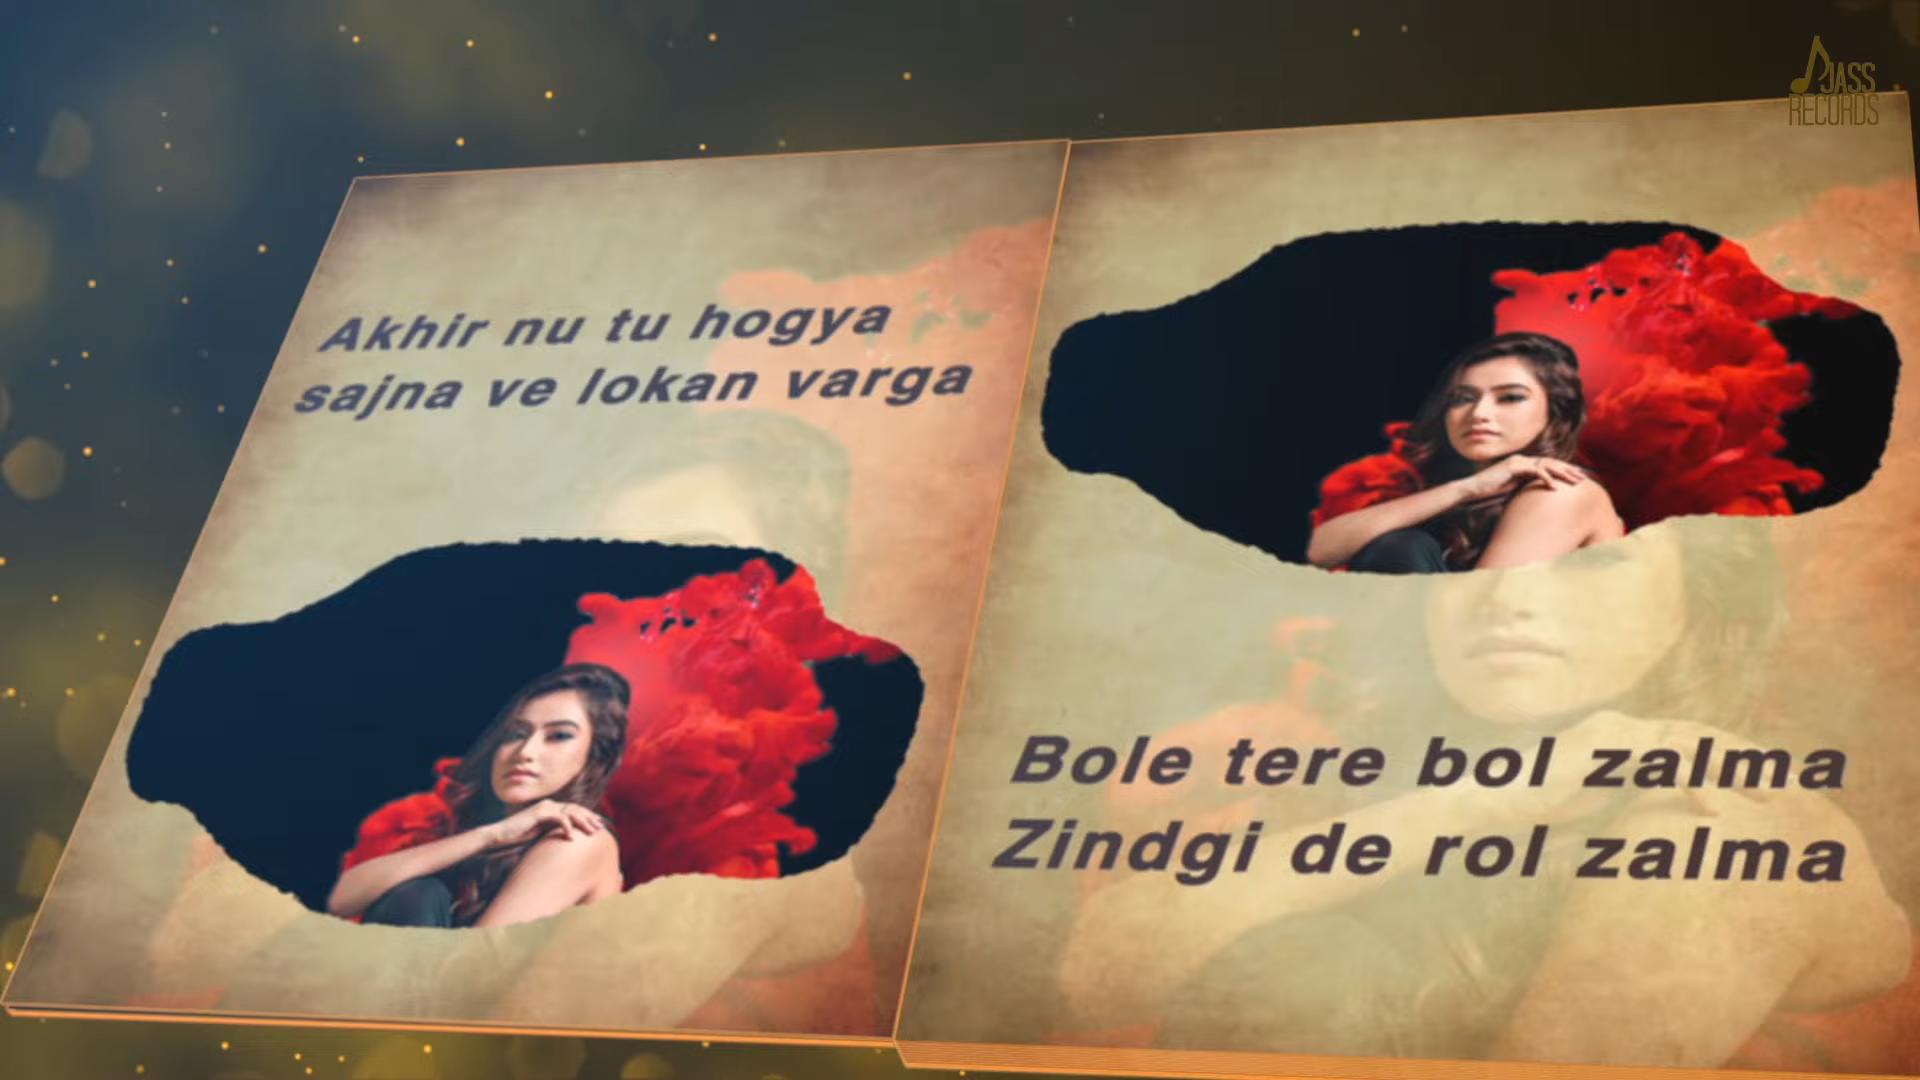 JASS
RECORDS
Akhir nu tu hogya
sajna ve lokan varga
Bole tere bol zalma
Zindgi de rol zalma